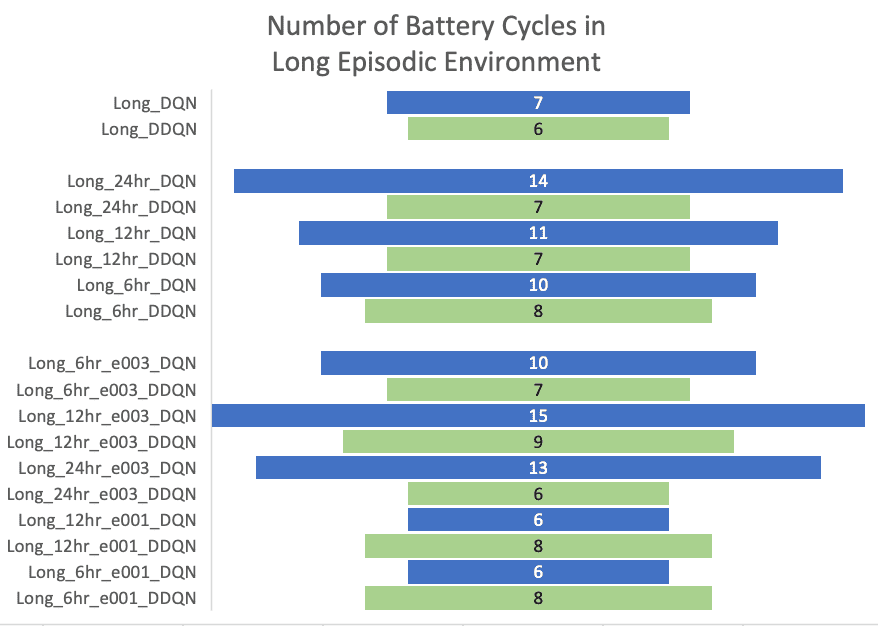 Number of Battery Cycles in
Long Episodic Environment
Long_DQN 7
Long_DDQN 6
Long_24hr_DQN 14
Long_24hr_DDQN 7
Long_12hr_DQN 11
Long_12hr_DDQN 7
Long_6hr_DQN 10
Long_6hr_DDQN 8
Long_6hr_e003_DQN 10
Long_6hr_e003_DDQN 7
Long_12hr_e003_DQN 15
Long_12hr_e003_DDQN 9
Long_24hr_e003_DQN 13
Long_24hr_e003_DDQN 6
Long_12hr_e001_DQN 6
Long_12hr_e001_DDQN 8
Long_6hr_e001_DQN 6
Long_6hr_e001_DDQN 8